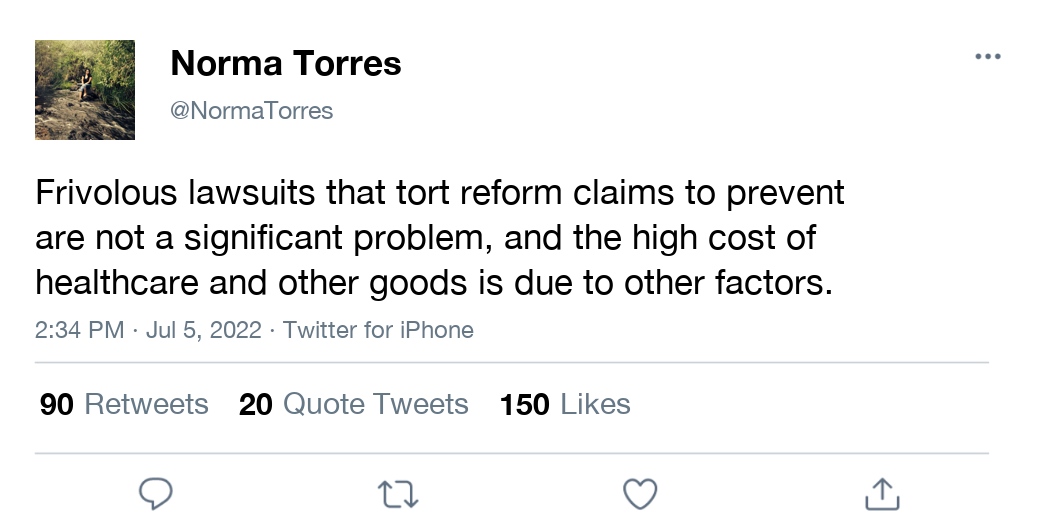 Norma Torres
@NormaTorres
Frivolous lawsuits that tort reform claims to prevent
are not a significant problem, and the high cost of
healthcare and other goods is due to other factors.
2:34 PM · Jul 5, 2022 · Twitter for iPhone
90 Retweets 20 Quote Tweets 150 Likes